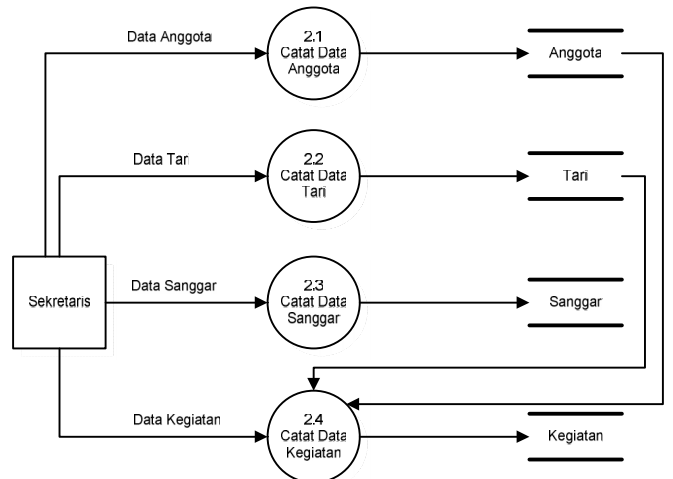 Data Anggota
2.1
Catat Data
Anggota
Anggota
Data Tari
2.2
Catat Data
Tari
Tari
Sekretaris
Data Sanggar
2.3
Catat Data
Sanggar
Sanggar
Data Kegiatan
2.4
Catat Data
Kegiatan
Kegiatan